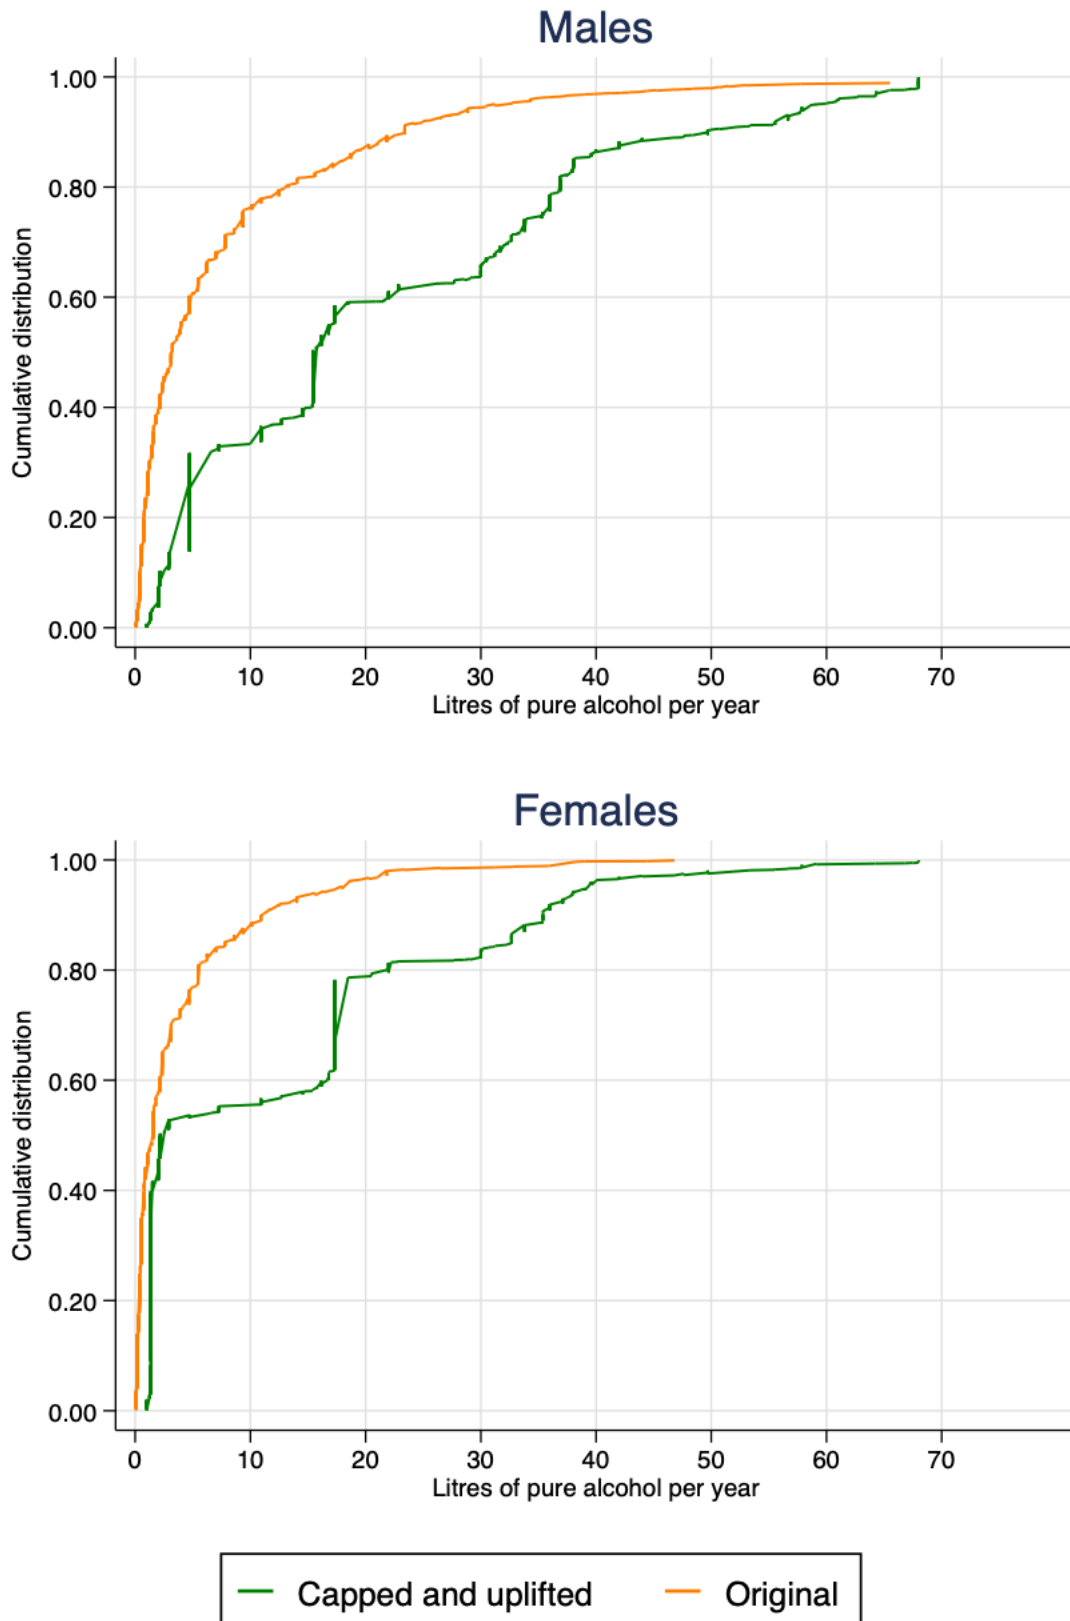 Males
Cumulative distribution
1.00
0.80
0.60
0.40
0.20
0.00
0 10 20 30 40 50 60 70
Litres of pure alcohol per year
Females
Cumulative distribution
1.00
0.80
0.60
0.40
0.20
0.00
0 10 20 30 40 50 60 70
Litres of pure alcohol per year
Capped and uplifted Original